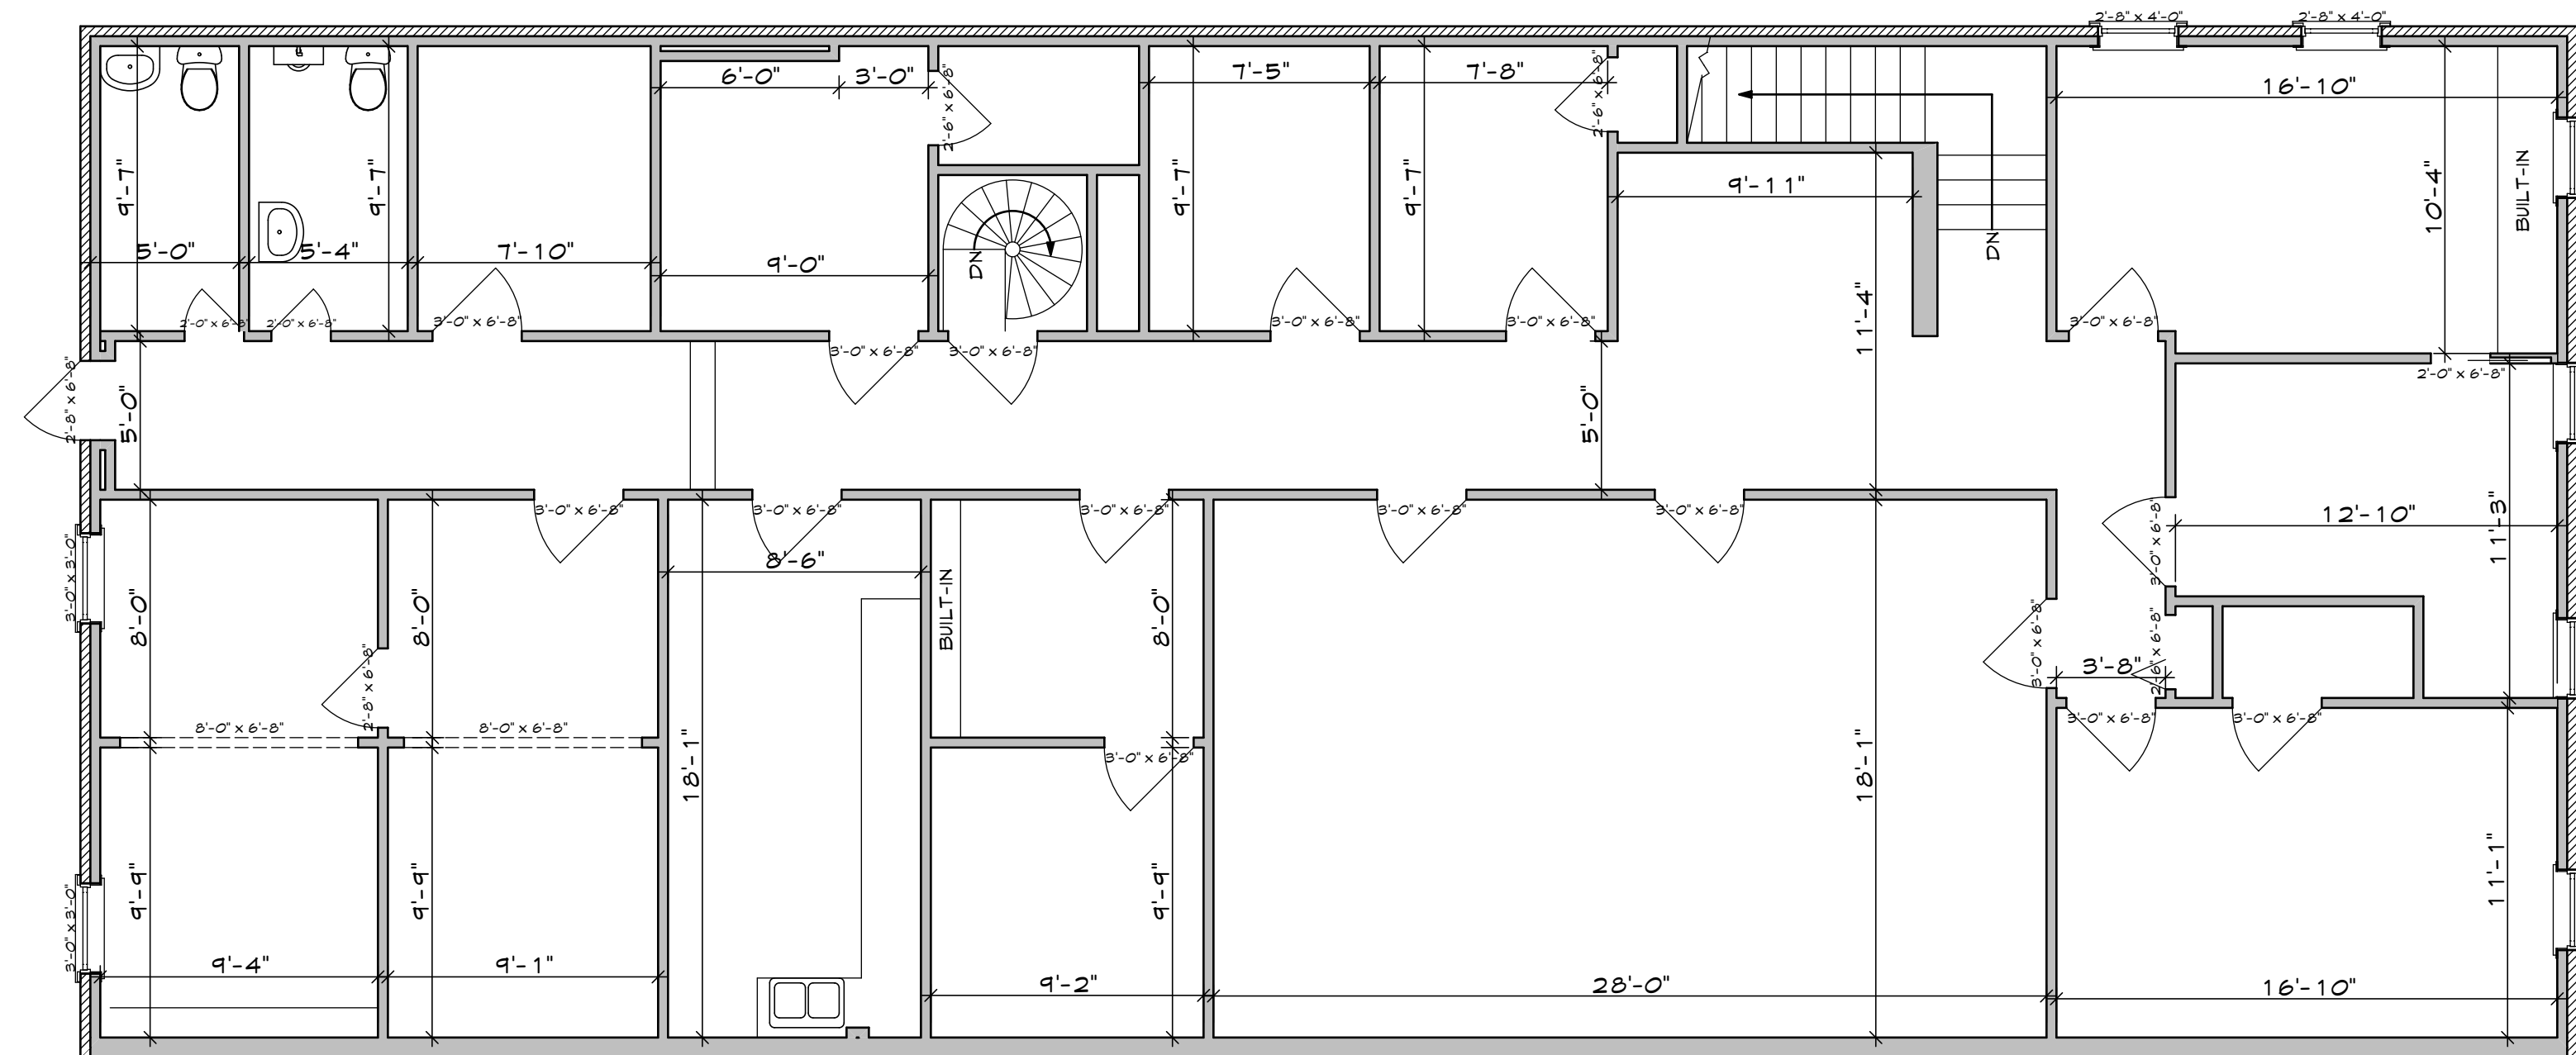 2'-8" x 4'-0"
2'-8" x 4'-0"
6'-0"
3'-0"
2'-6" x 6'-8"
7'-5"
7'-8"
2'-6" x 6'-8"
16'-10"
9'-7"
9'-7"
9'-7"
9'-7"
9'-11"
10'-4"
BUILT-IN
5'-0"
5'-4"
7'-10"
9'-0"
DN
DN
2'-0" x 6'-8"
2'-0" x 6'-8"
3'-0" x 6'-8"
3'-0" x 6'-8"
3'-0" x 6'-8"
3'-0" x 6'-8"
3'-0" x 6'-8"
3'-0" x 6'-8"
11'-4"
2'-0" x 6'-8"
2'-8" x 6'-8"
5'-0"
5'-0"
3'-0" x 6'-8"
3'-0" x 6'-8"
3'-0" x 6'-8"
3'-0" x 6'-8"
3'-0" x 6'-8"
12'-10"
11'-3"
3'-0" x 6'-8"
8'-6"
3'-0" x 3'-0"
8'-0"
8'-0"
BUILT-IN
8'-0"
3'-0" x 6'-8"
2'-6" x 6'-8"
3'-8"
2'-8" x 6'-8"
8'-0" x 6'-8"
8'-0" x 6'-8"
3'-0" x 6'-8"
3'-0" x 6'-8"
3'-0" x 6'-8"
18'-1"
18'-1"
3'-0" x 3'-0"
9'-9"
9'-9"
9'-9"
11'-1"
9'-4"
9'-1"
9'-2"
28'-0"
16'-10"